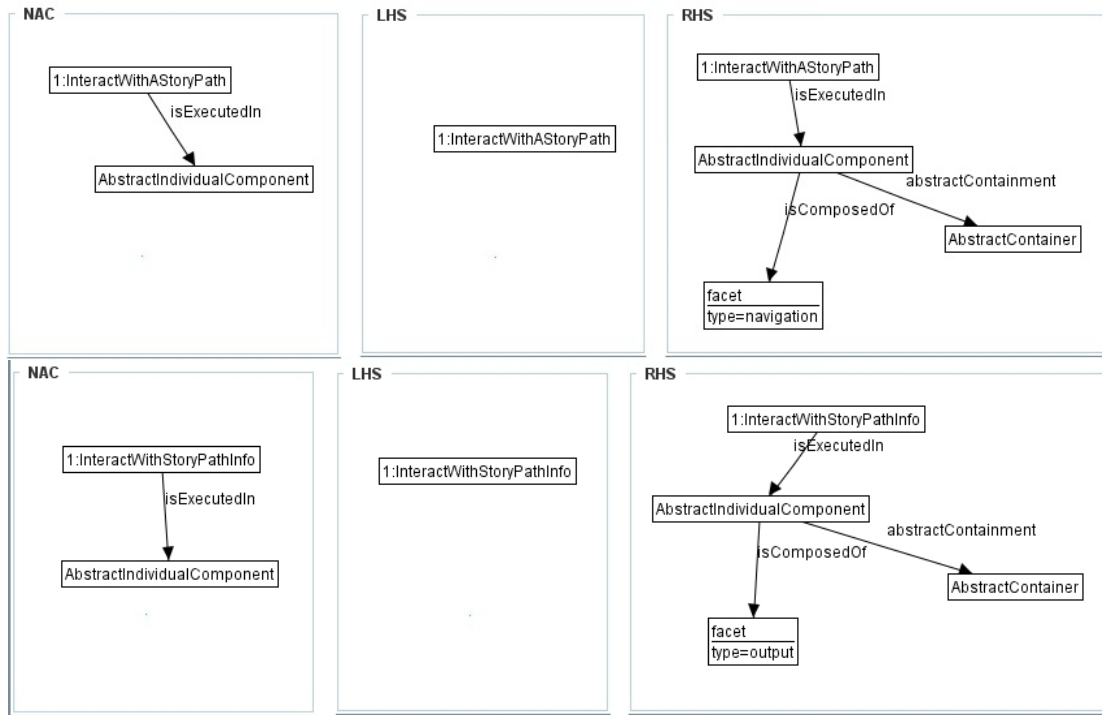 NAC
1:InteractWithAStoryPath
isExecutedIn
AbstractIndividualComponent
LHS
1:InteractWithAStoryPath
RHS
1:InteractWithAStoryPath
isExecutedIn
AbstractIndividualComponent
abstractContainment
isComposedOf
AbstractContainer
facet
type=navigation
NAC
1:InteractWithStoryPathInfo
isExecutedIn
AbstractIndividualComponent
LHS
1:InteractWithStoryPathInfo
RHS
1:InteractWithStoryPathInfo
isExecutedIn
AbstractIndividualComponent
abstractContainment
isComposedOf
AbstractContainer
facet
type=output